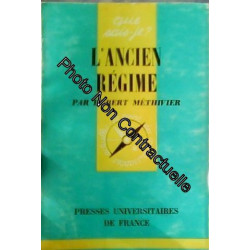 QUE
SAIS-JE?
L'ANCIEN
RÉGIME
PAR HUBERT MÉTHIVIER
PRESSES UNIVERSITAIRES
DE FRANCE
Photo Non Contractuelle